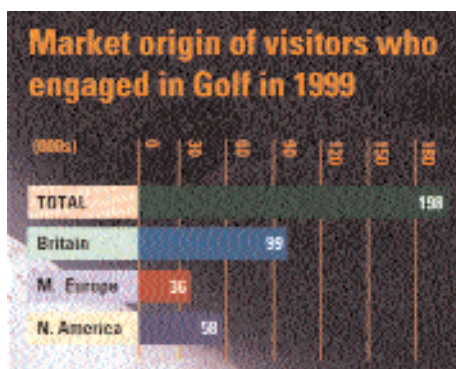 Market origin of visitors who
engaged in Golf in 1999
(000s) 0 30 60 90 120 150 180
TOTAL 198
Britain 99
M. Europe 36
N. America 58